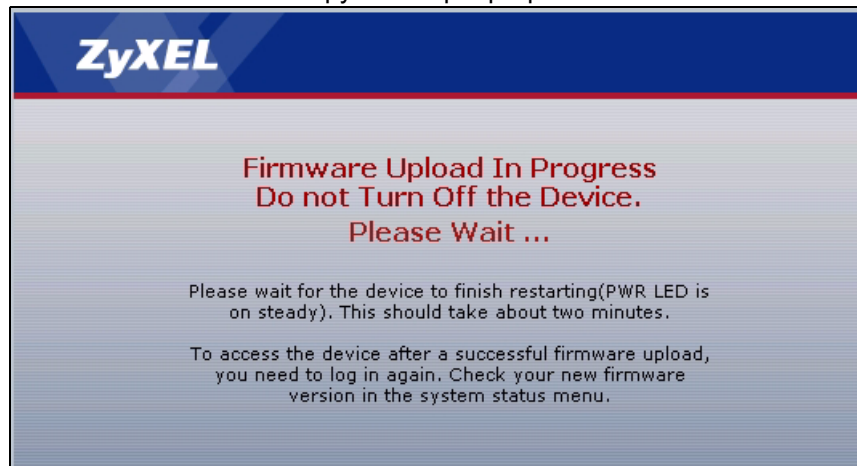 ZyXEL
Firmware Upload In Progress
Do not Turn Off the Device.
Please Wait ...
Please wait for the device to finish restarting(PWR LED is
on steady). This should take about two minutes.
To access the device after a successful firmware upload,
you need to log in again. Check your new firmware
version in the system status menu.